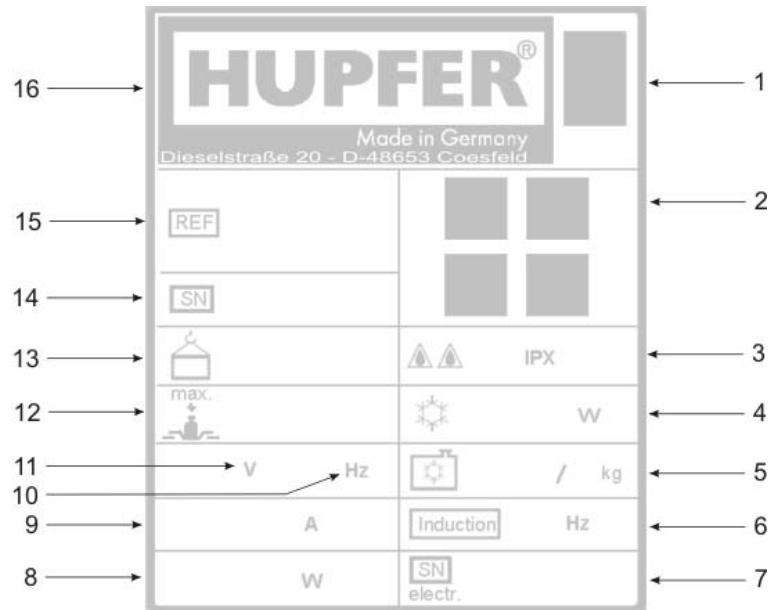 HUPFER®
Made in Germany
Dieselstraße 20 - D-48653 Coesfeld
16
1
15
REF
2
14
SN
13
IPX
3
12
max.
W
4
11
V
Hz
10
/ kg
5
9
A
Induction
Hz
6
8
W
SN
electr.
7